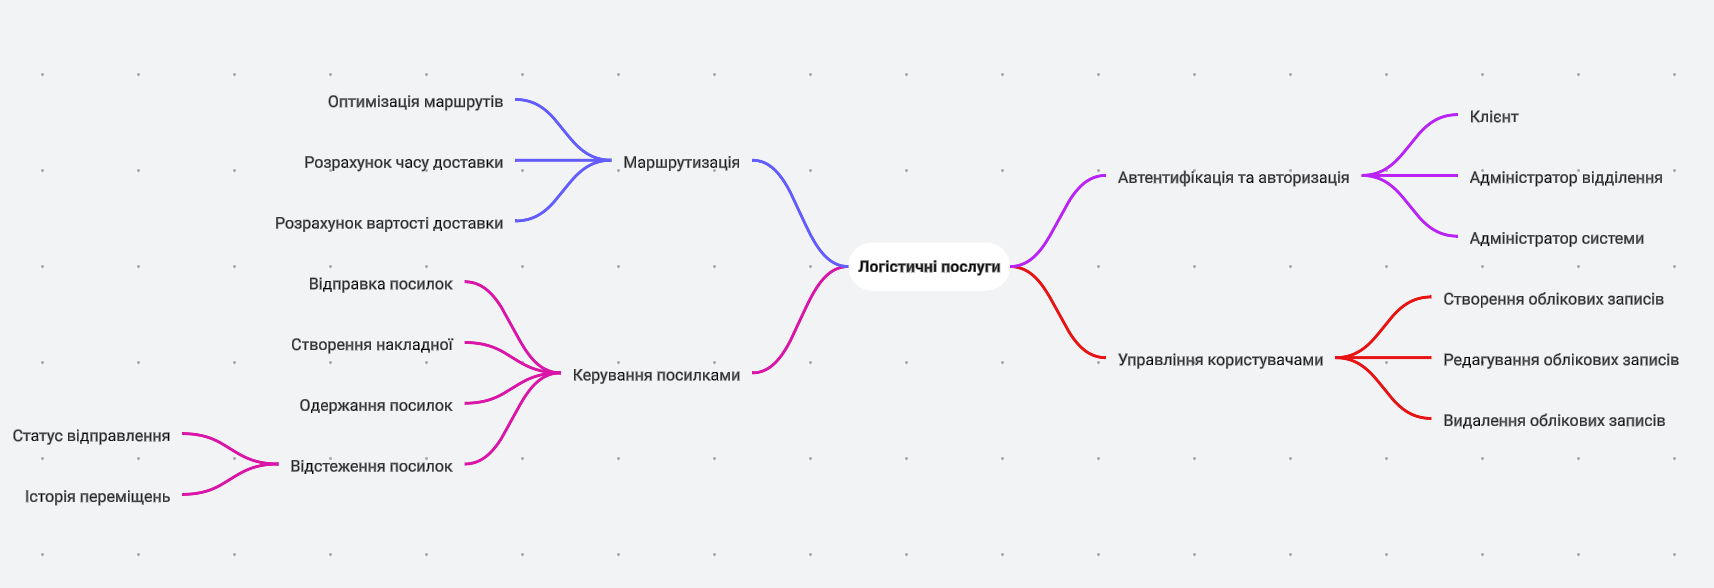 Логістичні послуги
Маршрутизація
Оптимізація маршрутів
Розрахунок часу доставки
Розрахунок вартості доставки
Керування посилками
Відправка посилок
Створення накладної
Одержання посилок
Відстеження посилок
Статус відправлення
Історія переміщень
Автентифікація та авторизація
Клієнт
Адміністратор відділення
Адміністратор системи
Управління користувачами
Створення облікових записів
Редагування облікових записів
Видалення облікових записів